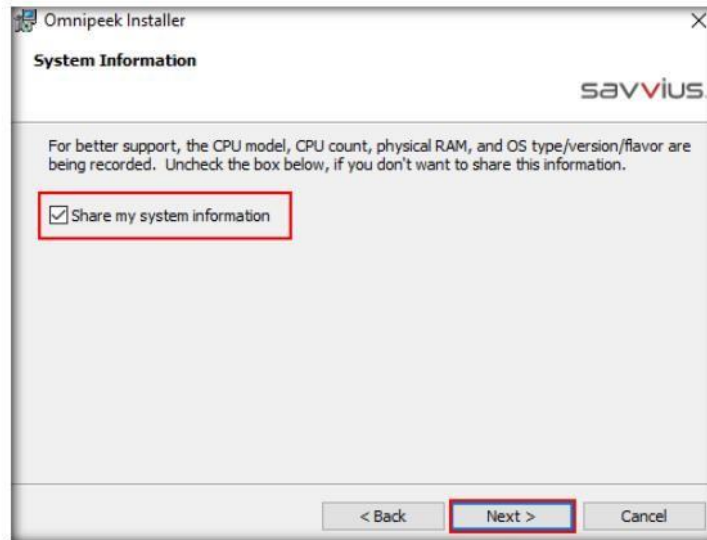 Omnipeek Installer
System Information
savvius
For better support, the CPU model, CPU count, physical RAM, and OS type/version/flavor are
being recorded. Uncheck the box below, if you don't want to share this information.
Share my system information
< Back Next > Cancel